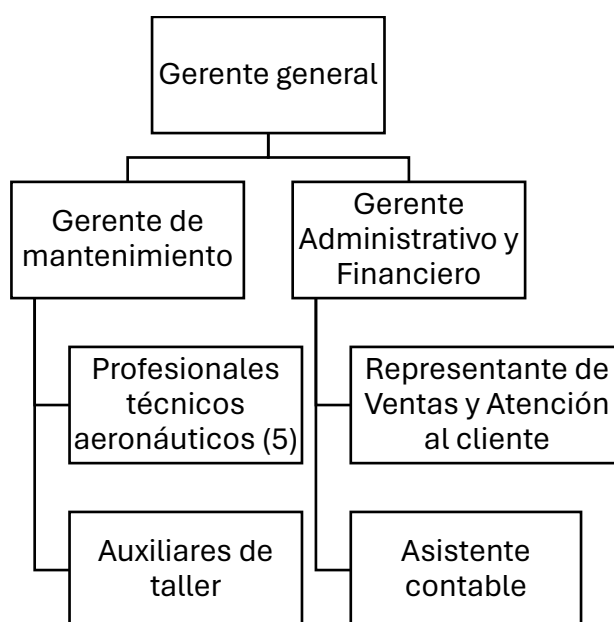 Gerente general
Gerente de
mantenimiento
Gerente
Administrativo y
Financiero
Profesionales
técnicos
aeronáuticos (5)
Representante de
Ventas y Atención
al cliente
Auxiliares de
taller
Asistente
contable